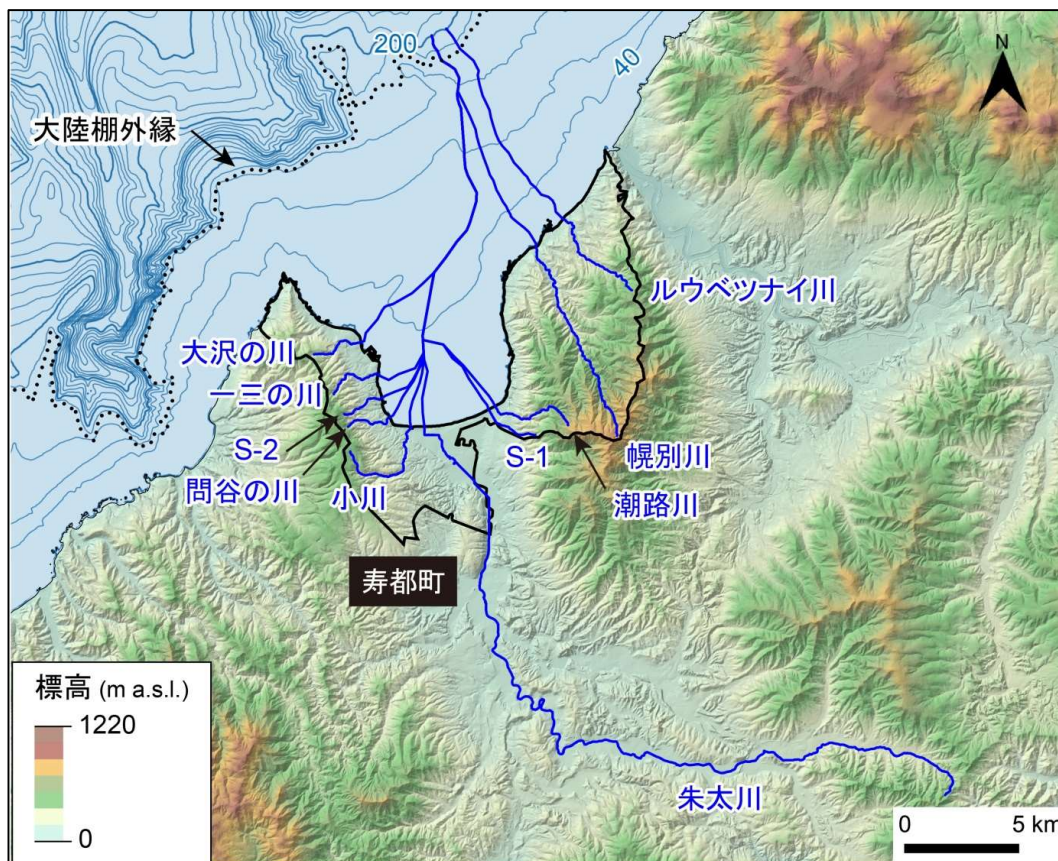 200
40
N
大陸棚外縁
ルウベツナイ川
大沢の川
一三の川
S-2
S-1
幌別川
問谷の川
小川
潮路川
寿都町
標高 (m a.s.l.)
1220
0
朱太川
0
5 km